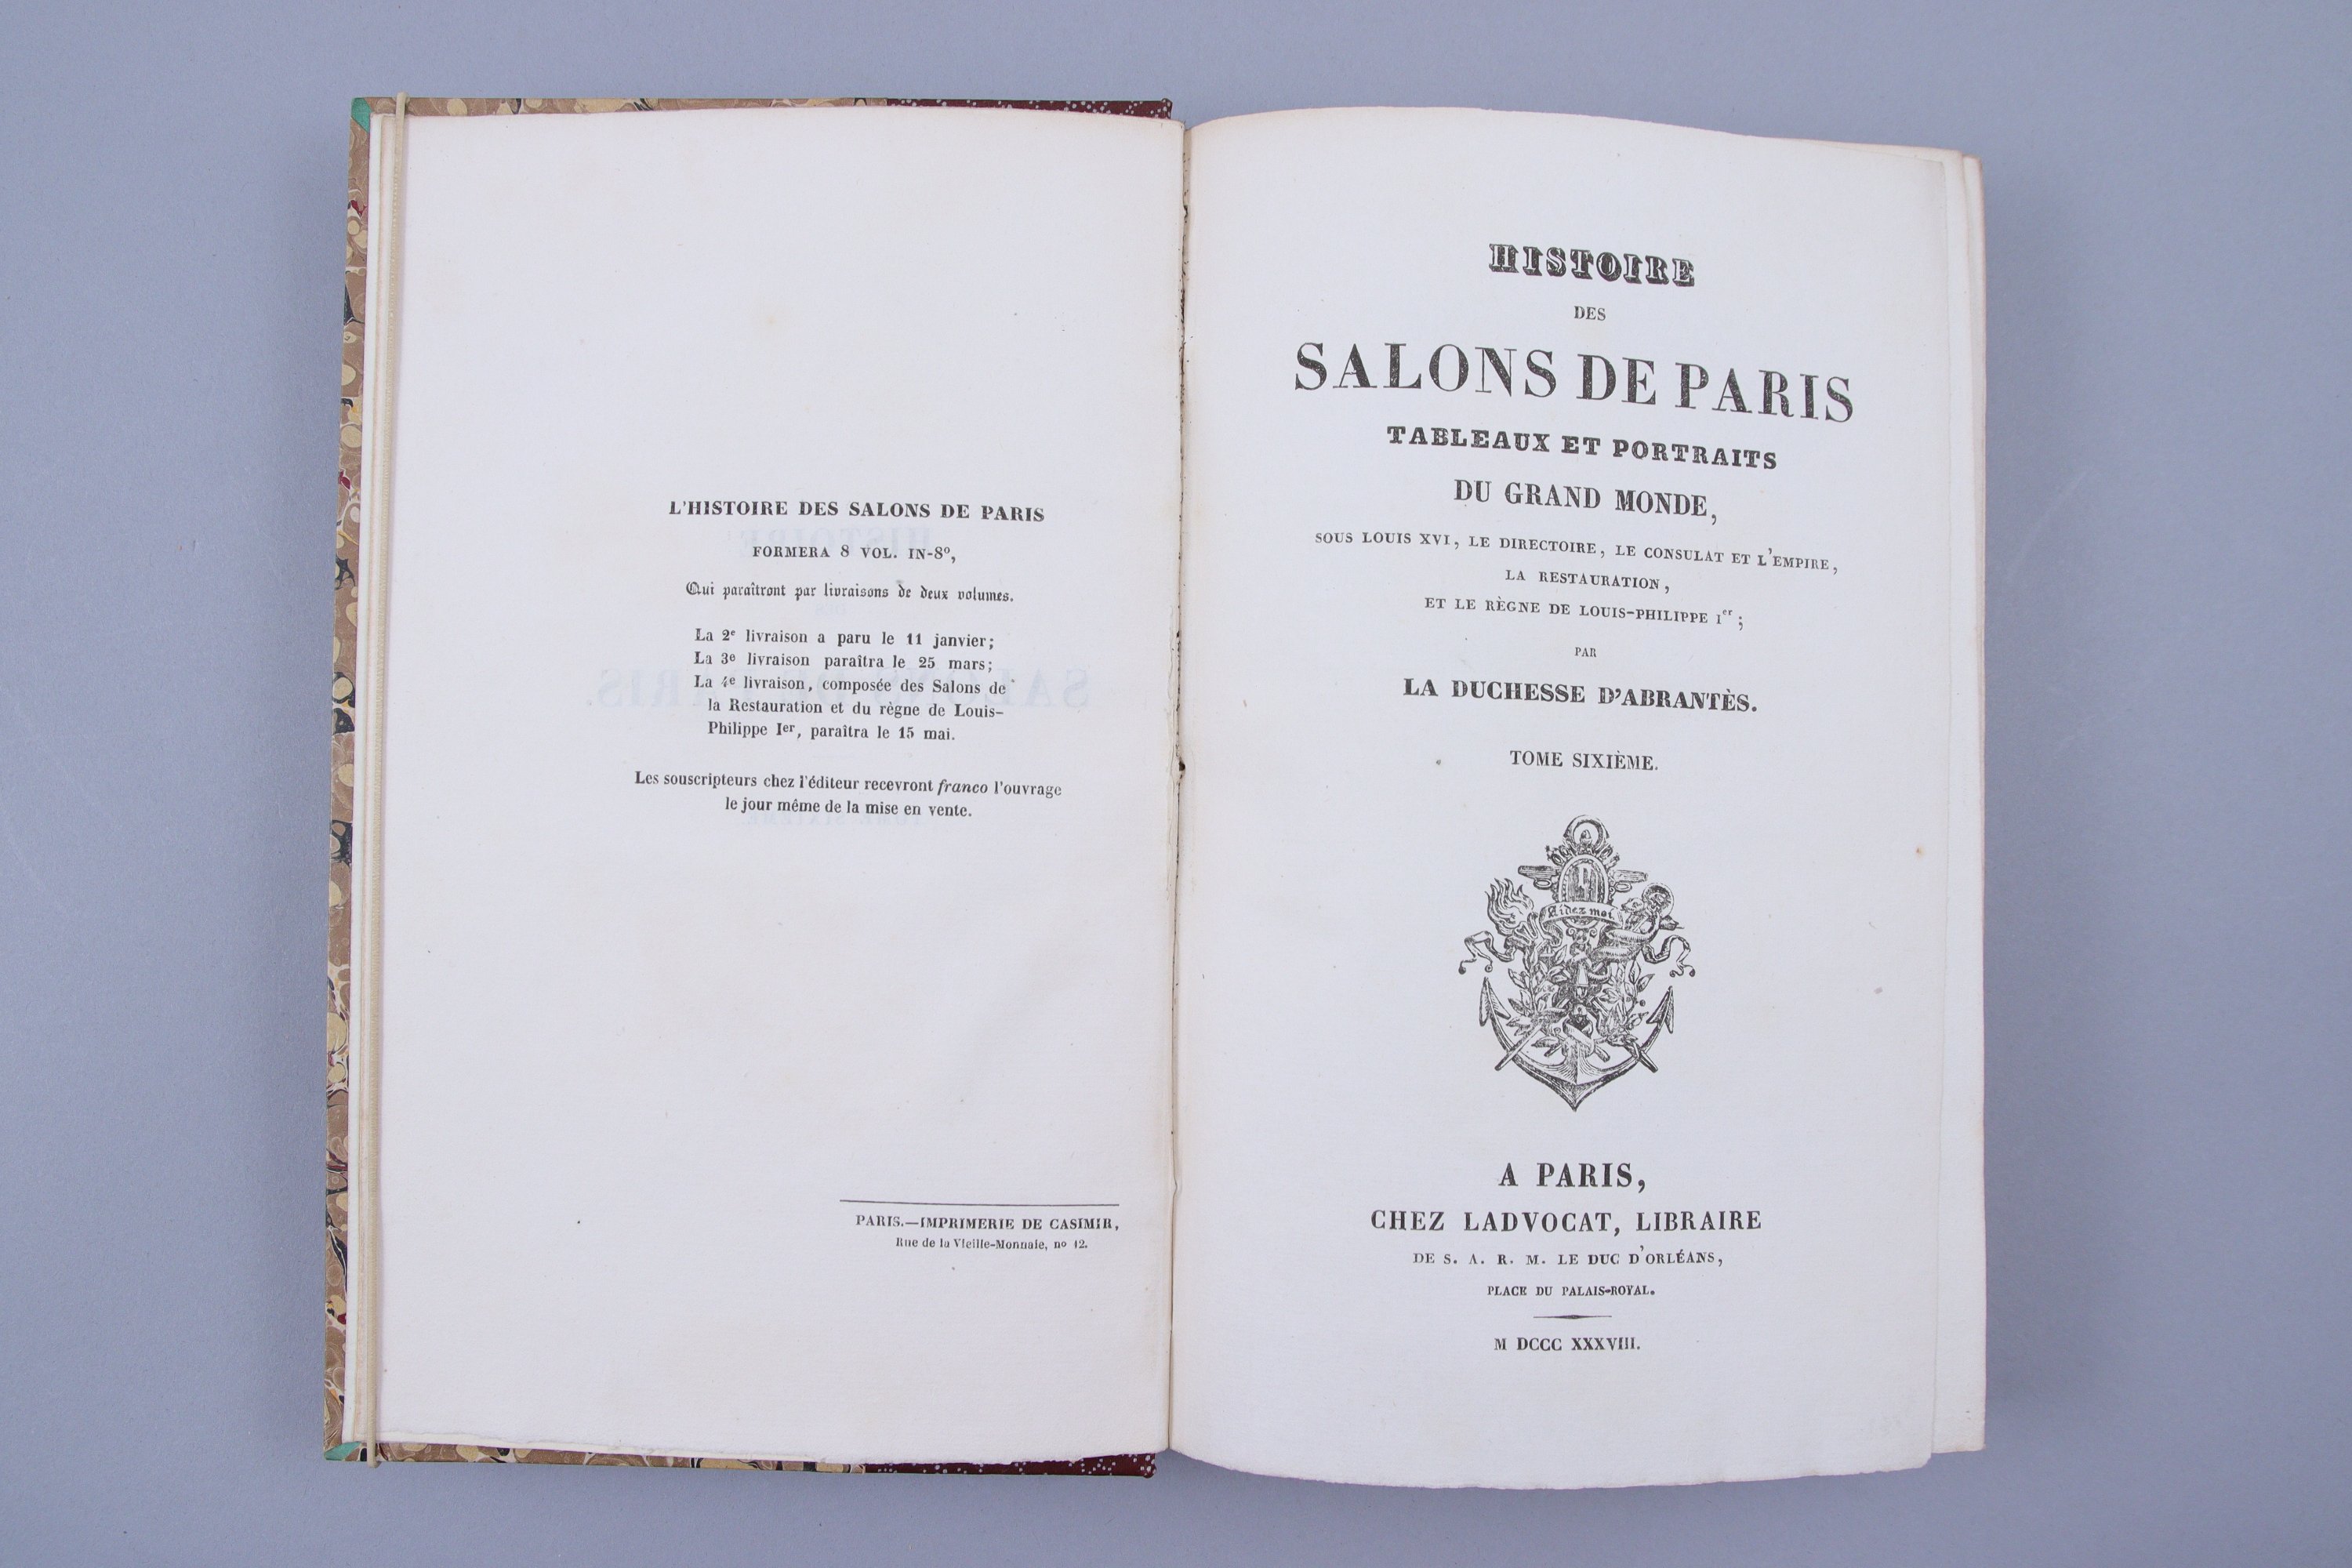 L'HISTOIRE DES SALONS DE PARIS
FORMERA 8 VOL. IN-8º,
Qui paraîtront par livraisons de deux volumes.
La 2e livraison a paru le 11 janvier;
La 3e livraison paraîtra le 25 mars;
La 4e livraison, composée des Salons de
la Restauration et du règne de Louis-
Philippe Ier, paraîtra le 15 mai.
Les souscripteurs chez l'éditeur recevront franco l'ouvrage
le jour même de la mise en vente.
PARIS.—IMPRIMERIE DE CASIMIR,
Rue de la Vieille-Monnaie, no 12.
HISTOIRE
DES
SALONS DE PARIS
TABLEAUX ET PORTRAITS
DU GRAND MONDE,
SOUS LOUIS XVI, LE DIRECTOIRE, LE CONSULAT ET L'EMPIRE,
LA RESTAURATION,
ET LE RÈGNE DE LOUIS-PHILIPPE Ier;
PAR
LA DUCHESSE D'ABRANTÈS.
TOME SIXIÈME.
Aidez moi
A PARIS,
CHEZ LADVOCAT, LIBRAIRE
DE S. A. R. M. LE DUC D'ORLÉANS,
PLACE DU PALAIS-ROYAL.
M DCCC XXXVIII.